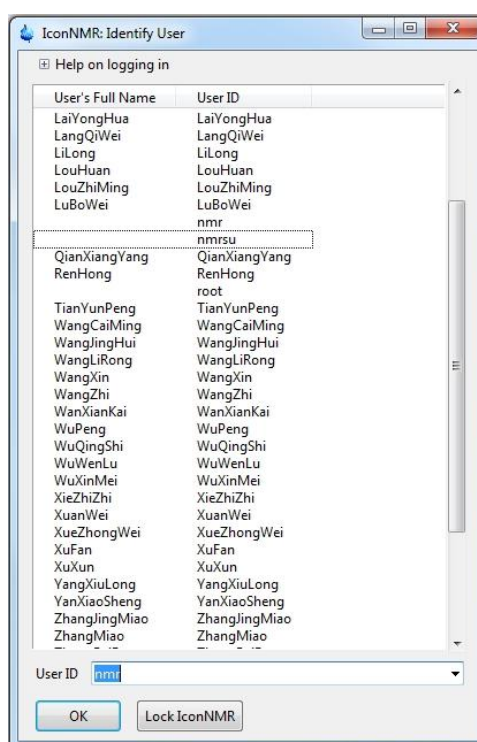 IconNMR: Identify User
Help on logging in
User's Full Name User ID
LaiYongHua LaiYongHua
LangQiWei LangQiWei
LiLong LiLong
LouHuan LouHuan
LouZhiMing LouZhiMing
LuBoWei LuBoWei
nmr
nmrsu
QianXiangYang QianXiangYang
RenHong RenHong
root
TianYunPeng TianYunPeng
WangCaiMing WangCaiMing
WangJingHui WangJingHui
WangLiRong WangLiRong
WangXin WangXin
WangZhi WangZhi
WanXianKai WanXianKai
WuPeng WuPeng
WuQingShi WuQingShi
WuWenLu WuWenLu
WuXinMei WuXinMei
XieZhiZhi XieZhiZhi
XuanWei XuanWei
XueZhongWei XueZhongWei
XuFan XuFan
XuXun XuXun
YangXiuLong YangXiuLong
YanXiaoSheng YanXiaoSheng
ZhangJingMiao ZhangJingMiao
ZhangMiao ZhangMiao
User ID nmr
OK Lock IconNMR